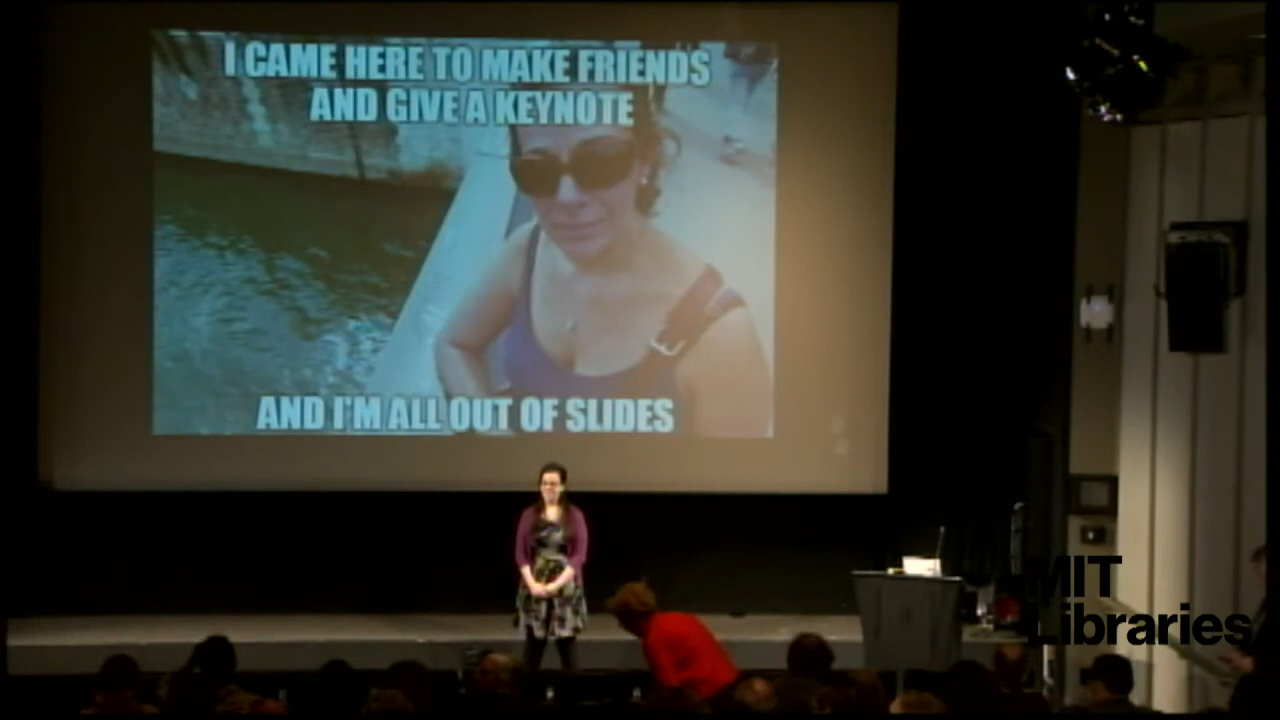 I CAME HERE TO MAKE FRIENDS
AND GIVE A KEYNOTE
AND I'M ALL OUT OF SLIDES
MIT
Libraries